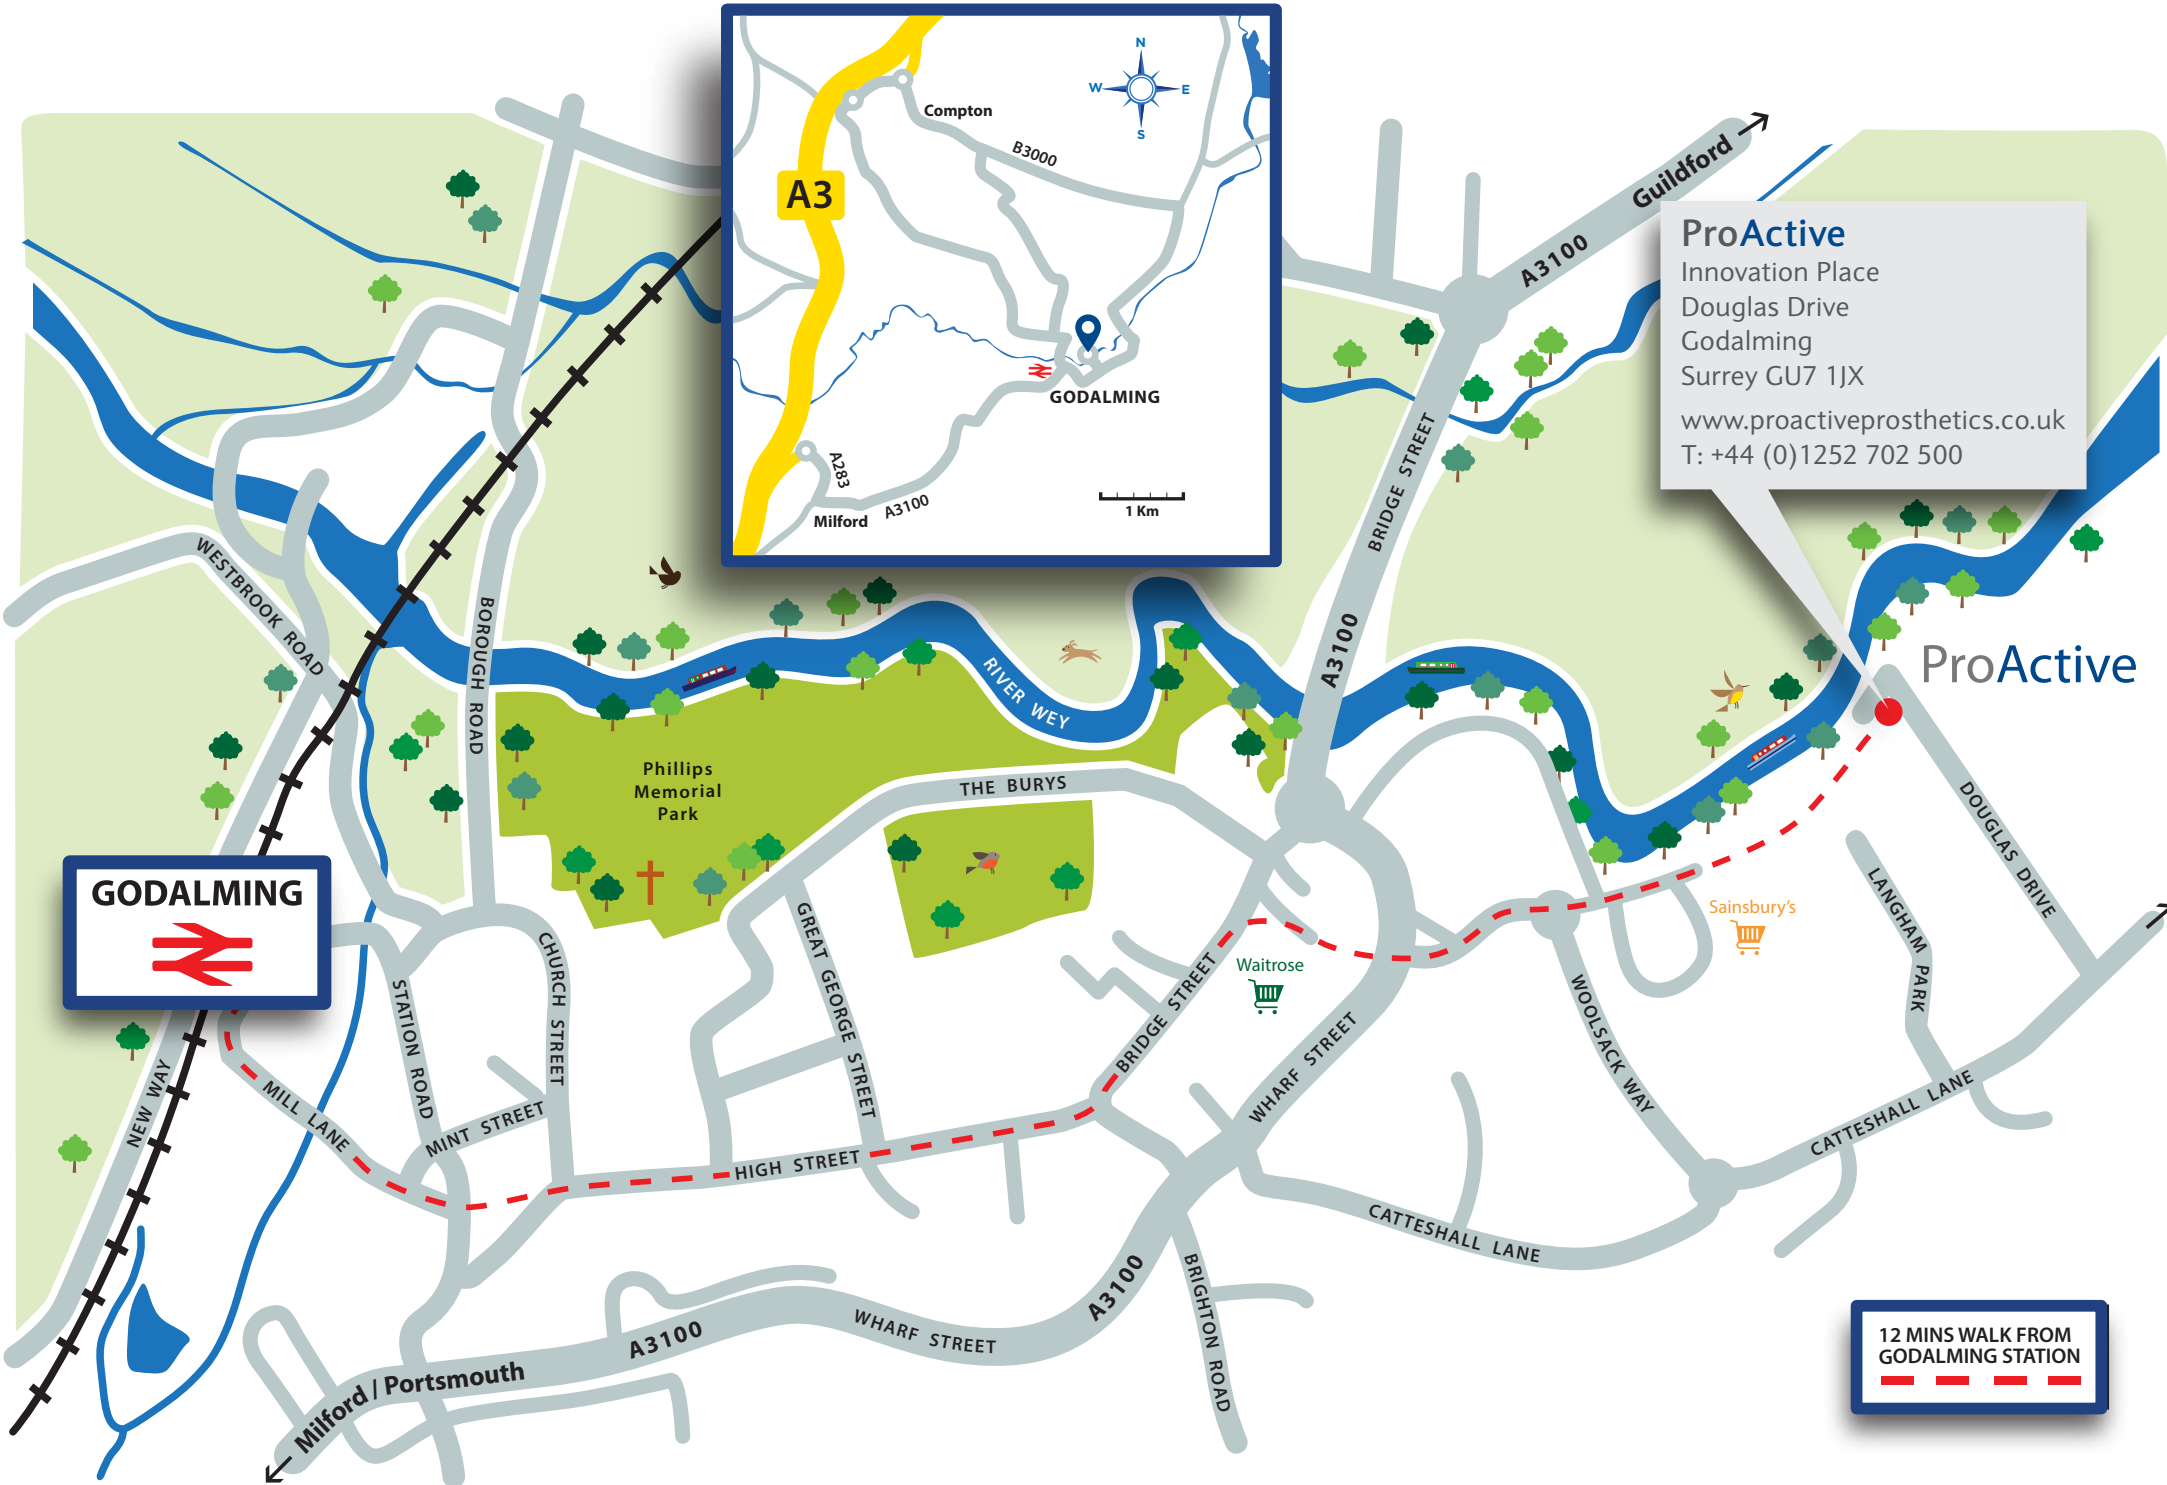 N
W
E
S
Compton
B3000
A3
GODALMING
A283
Milford
A3100
1 Km
Guildford
A3100
ProActive
Innovation Place
Douglas Drive
Godalming
Surrey GU7 1JX
www.proactiveprosthetics.co.uk
T: +44 (0)1252 702 500
BRIDGE STREET
A3100
WESTBROOK ROAD
BOROUGH ROAD
RIVER WEY
ProActive
Phillips
Memorial
Park
THE BURYS
DOUGLAS DRIVE
GODALMING
LANGHAM PARK
Sainsbury's
GREAT GEORGE STREET
CHURCH STREET
STATION ROAD
Waitrose
BRIDGE STREET
WOOLSACK WAY
WHARF STREET
NEW WAY
MILL LANE
MINT STREET
HIGH STREET
CATTESHALL LANE
CATTESHALL LANE
A3100
BRIGHTON ROAD
WHARF STREET
A3100
Milford / Portsmouth
12 MINS WALK FROM
GODALMING STATION